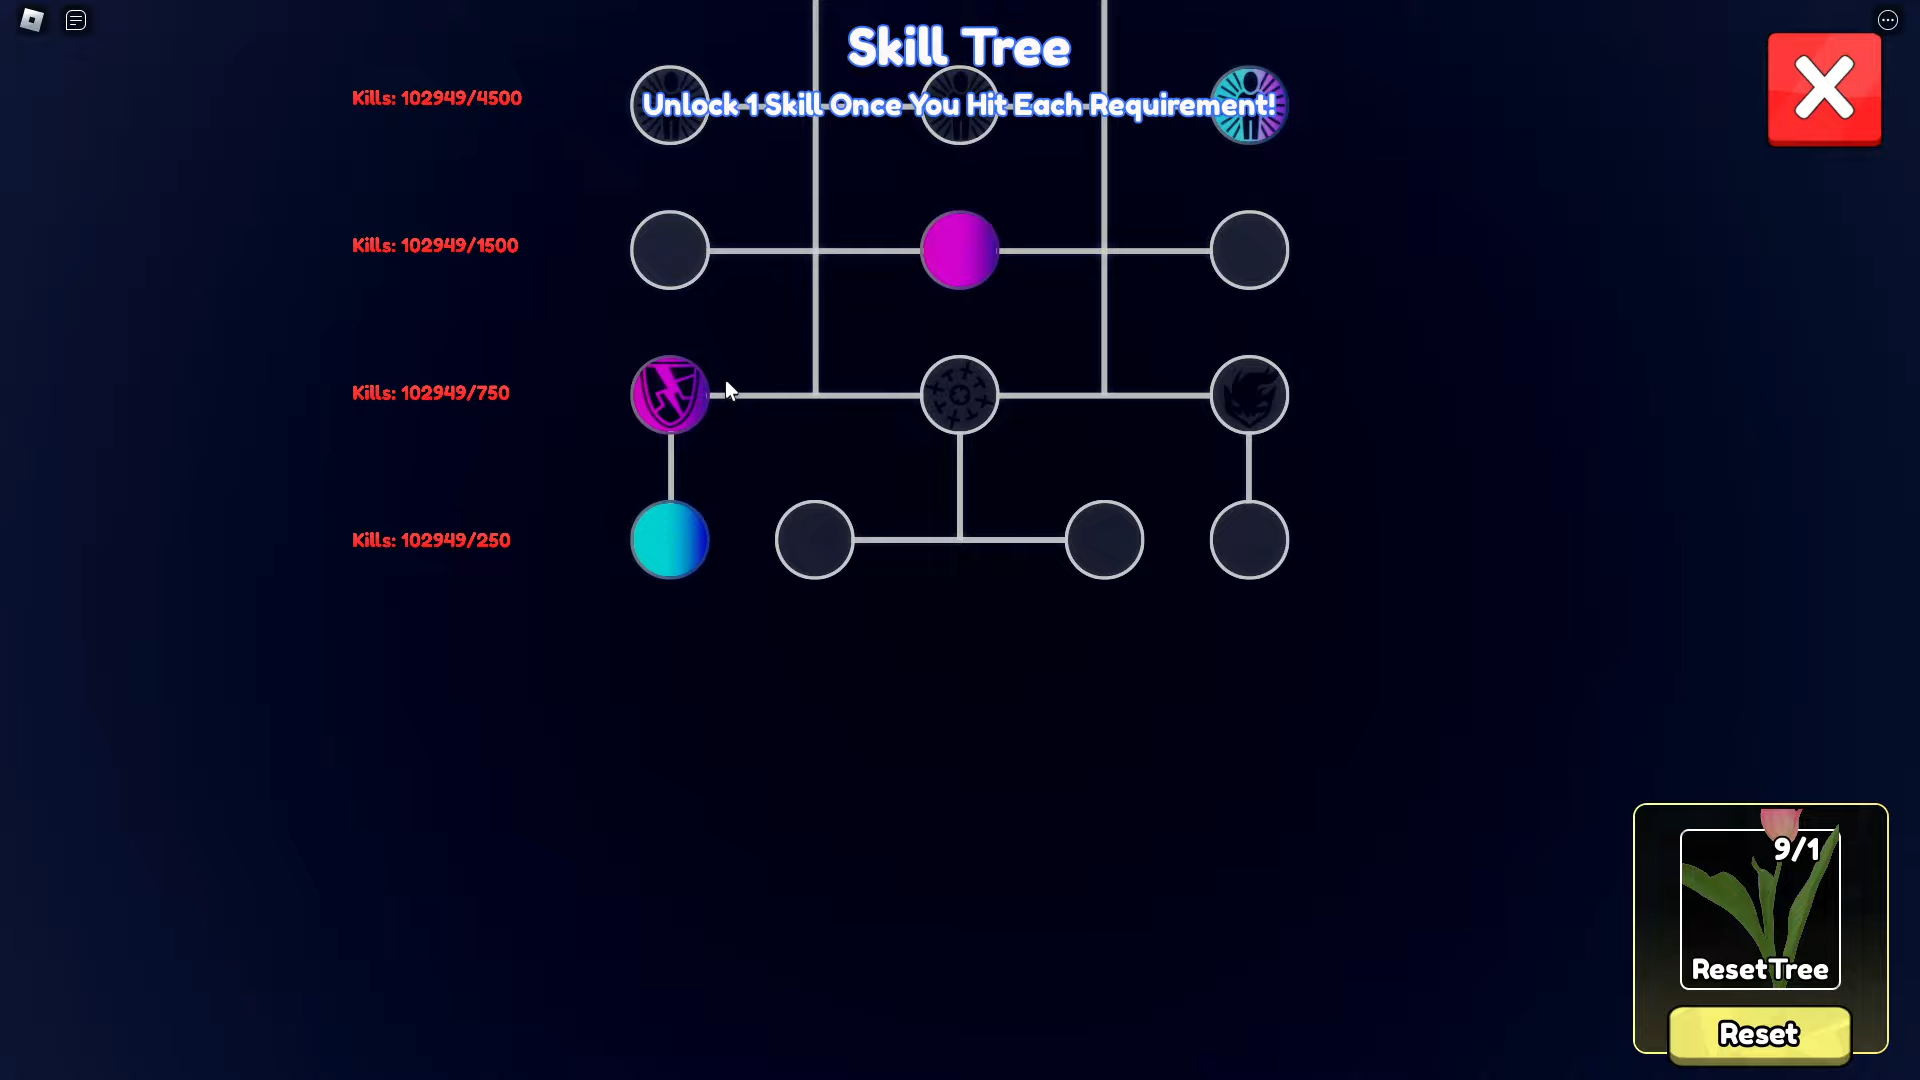 Skill Tree
Unlock 1 Skill Once You Hit Each Requirement!
Kills: 102949/4500
Kills: 102949/1500
Kills: 102949/750
Kills: 102949/250
9/1
Reset Tree
Reset